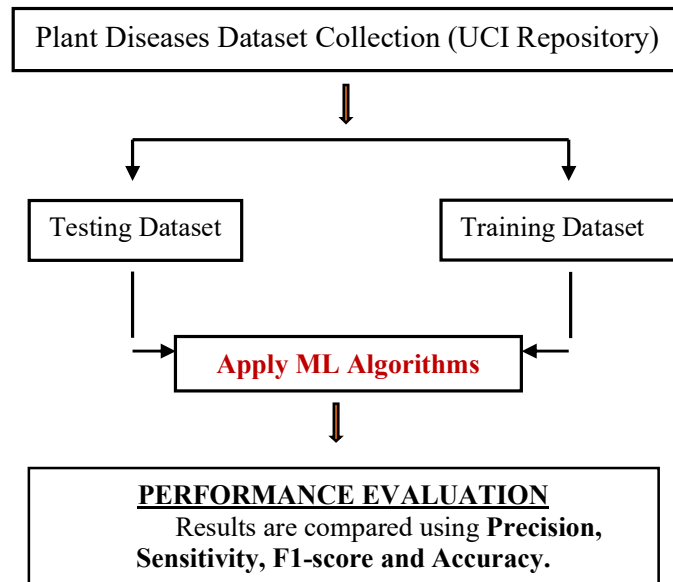 Plant Diseases Dataset Collection (UCI Repository)
Testing Dataset
Training Dataset
Apply ML Algorithms
PERFORMANCE EVALUATION
Results are compared using Precision,
Sensitivity, F1-score and Accuracy.